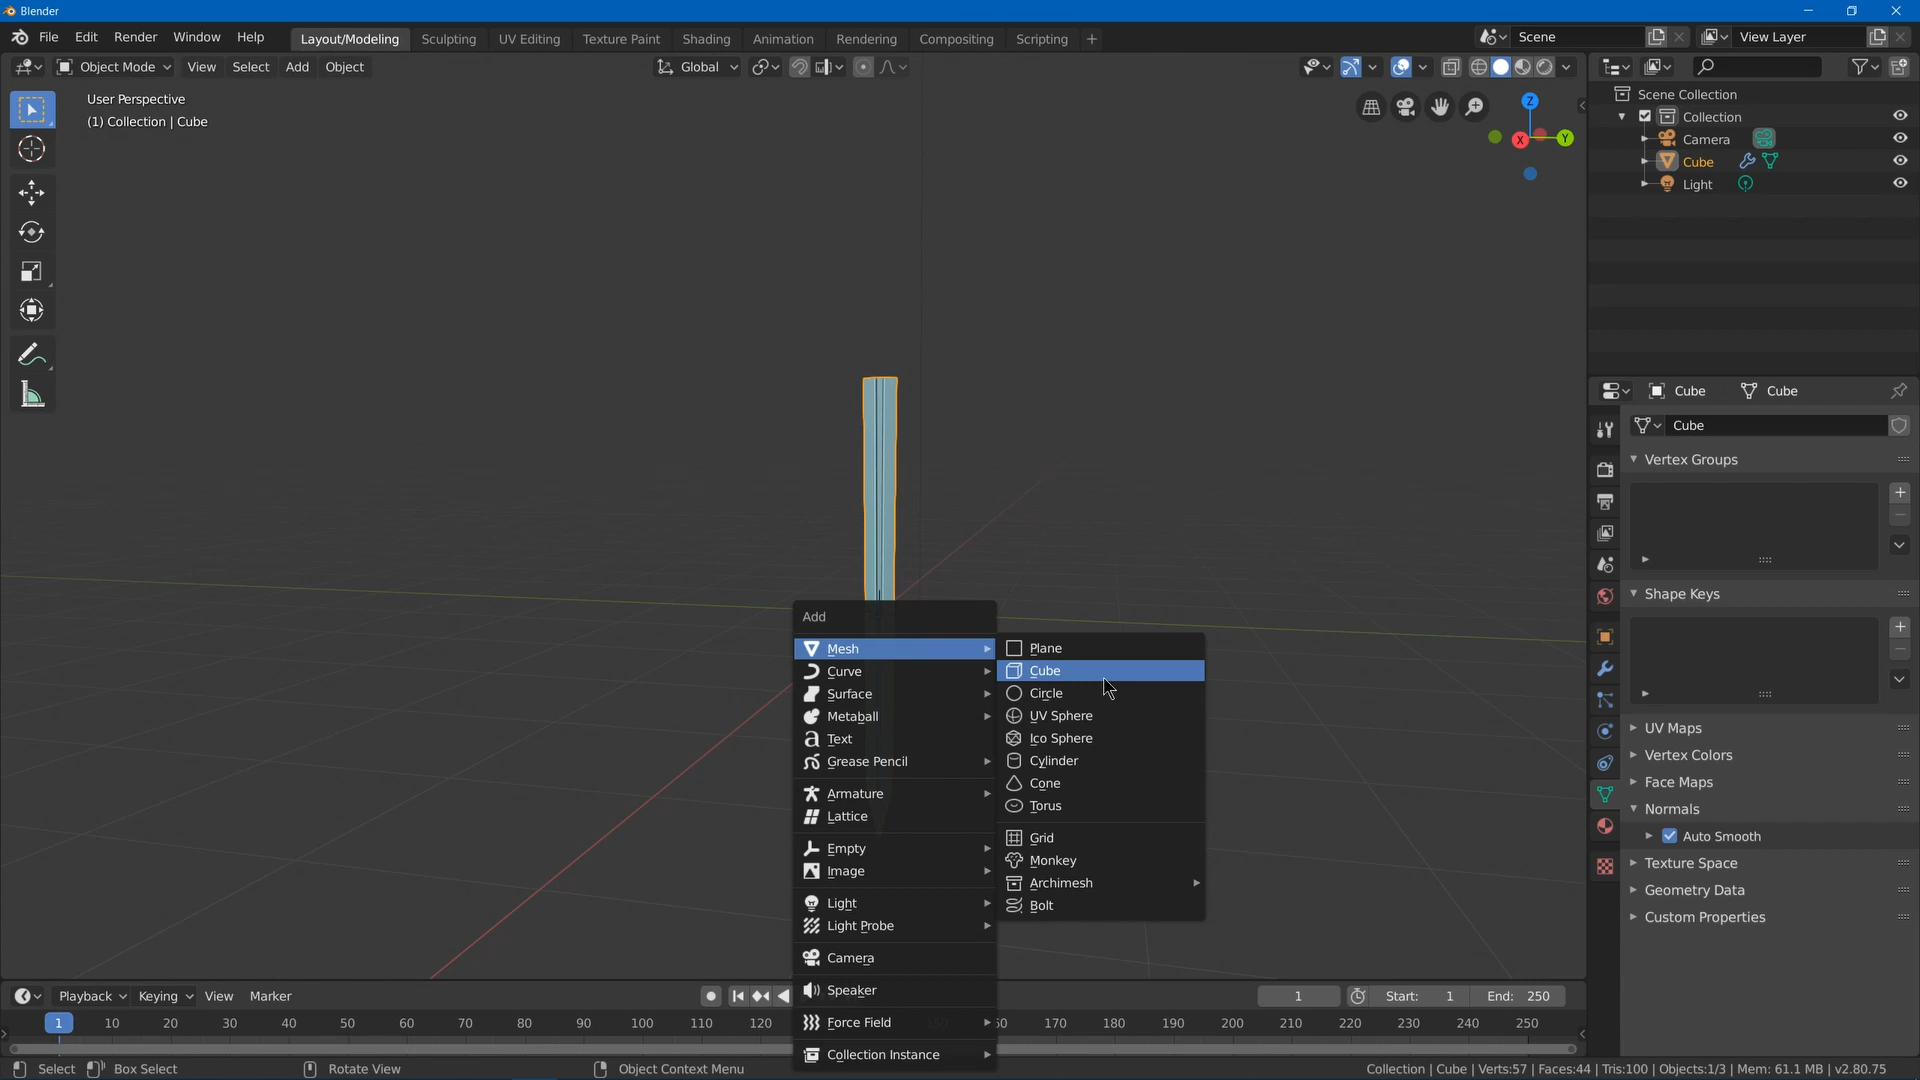 Blender
File Edit Render Window Help Layout/Modeling Sculpting UV Editing Texture Paint Shading Animation Rendering Compositing Scripting + Scene View Layer
Object Mode View Select Add Object Global
User Perspective
(1) Collection | Cube
Z
X
Y
Scene Collection
Collection
Camera
Cube
Light
Cube Cube
Cube
Vertex Groups
Shape Keys
UV Maps
Vertex Colors
Face Maps
Normals
Auto Smooth
Texture Space
Geometry Data
Custom Properties
Add
Mesh
Curve
Surface
Metaball
Text
Grease Pencil
Armature
Lattice
Empty
Image
Light
Light Probe
Camera
Speaker
Force Field
Collection Instance
Plane
Cube
Circle
UV Sphere
Ico Sphere
Cylinder
Cone
Torus
Grid
Monkey
Archimesh
Bolt
Playback Keying View Marker 1 Start: 1 End: 250
1 10 20 30 40 50 60 70 80 90 100 110 120 150 60 170 180 190 200 210 220 230 240 250
Select Box Select Rotate View Object Context Menu Collection | Cube | Verts:57 | Faces:44 | Tris:100 | Objects:1/3 | Mem: 61.1 MB | v2.80.75